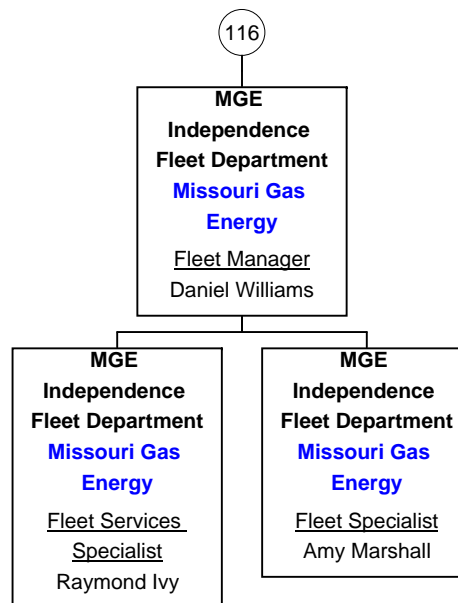 116
MGE
Independence
Fleet Department
Missouri Gas
Energy
Fleet Manager
Daniel Williams
MGE
Independence
Fleet Department
Missouri Gas
Energy
Fleet Services
Specialist
Raymond Ivy
MGE
Independence
Fleet Department
Missouri Gas
Energy
Fleet Specialist
Amy Marshall